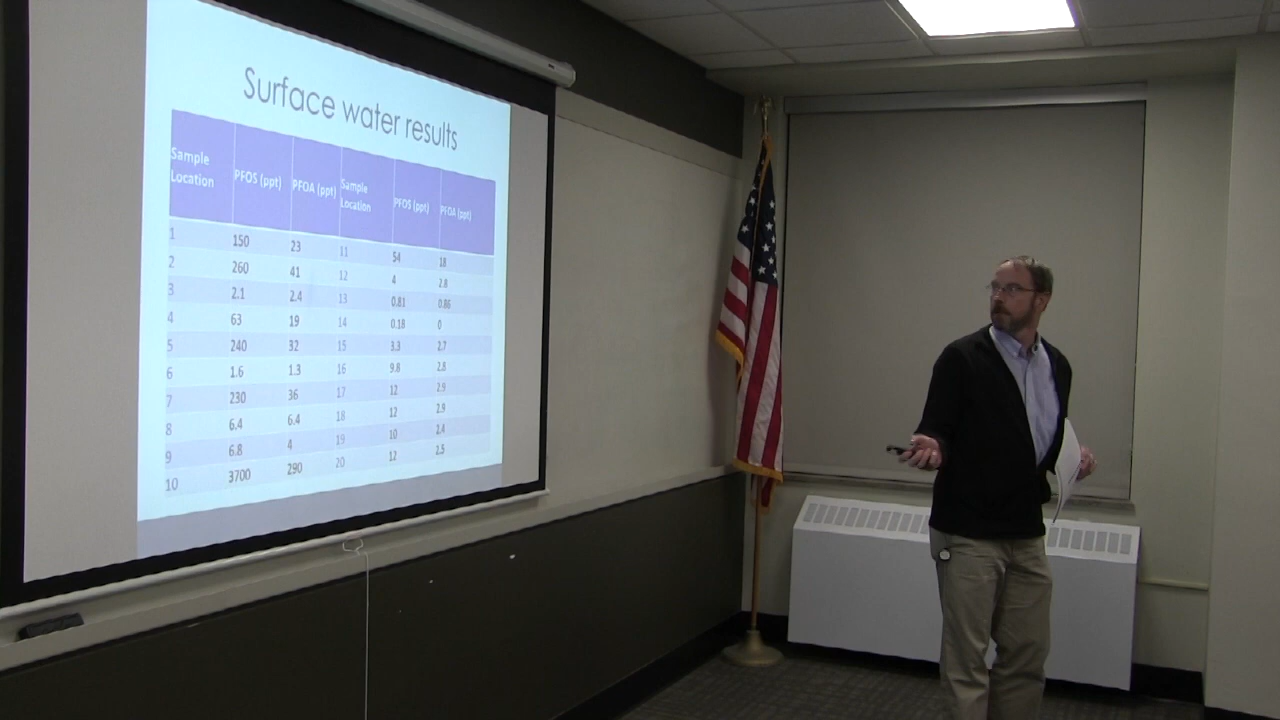 Surface water results
Sample Location PFOS (ppt) PFOA (ppt) Sample Location PFOS (ppt) PFOA (ppt)
1 150 23 11 54 18
2 260 41 12 4 2.8
3 2.1 2.4 13 0.81 0.86
4 63 19 14 0.18 0
5 240 32 15 3.3 2.7
6 1.6 1.3 16 9.8 2.8
7 230 36 17 12 2.9
8 6.4 6.4 18 12 2.9
9 6.8 4 19 10 2.4
10 3700 290 20 12 2.5